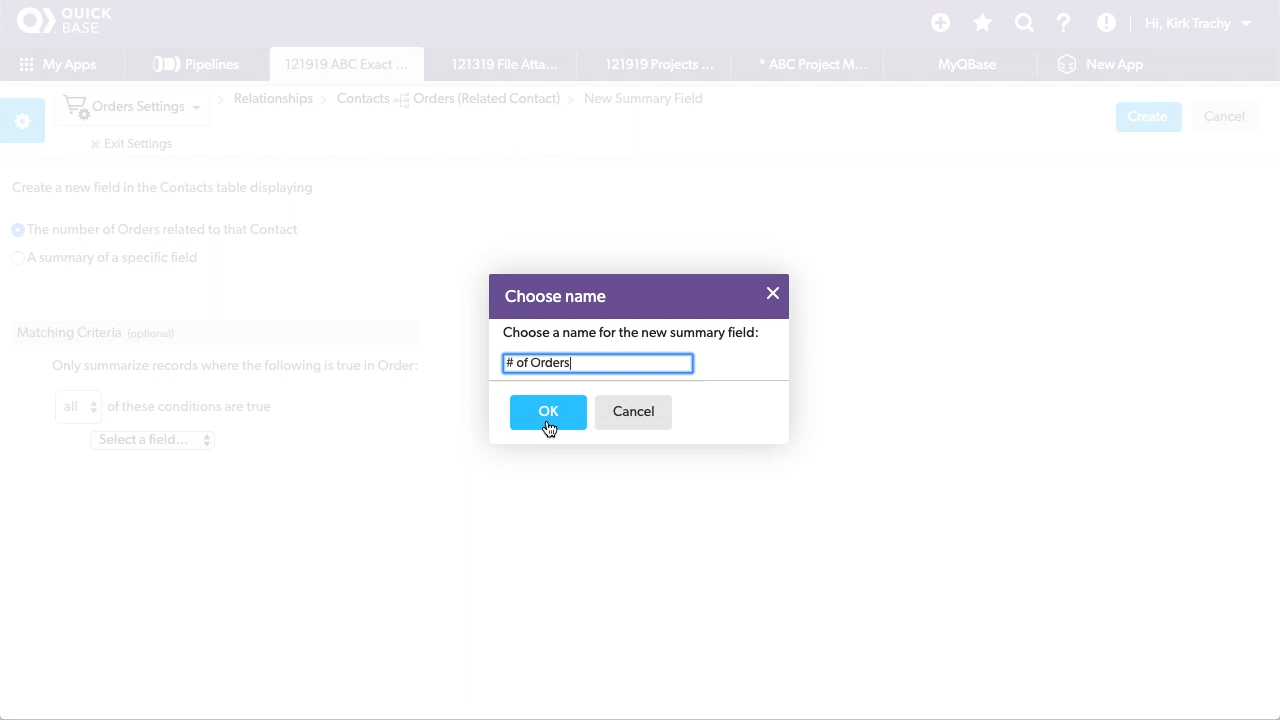 QUICK
BASE
Hi, Kirk Trachy
My Apps
Pipelines
121919 ABC Exact ...
121319 File Atta...
121919 Projects ...
* ABC Project M...
MyQBase
New App
Orders Settings
Relationships > Contacts Orders (Related Contact) > New Summary Field
Create
Cancel
Exit Settings
Create a new field in the Contacts table displaying
The number of Orders related to that Contact
A summary of a specific field
Matching Criteria (optional)
Only summarize records where the following is true in Order:
all of these conditions are true
Select a field...
Choose name
Choose a name for the new summary field:
# of Orders
OK
Cancel